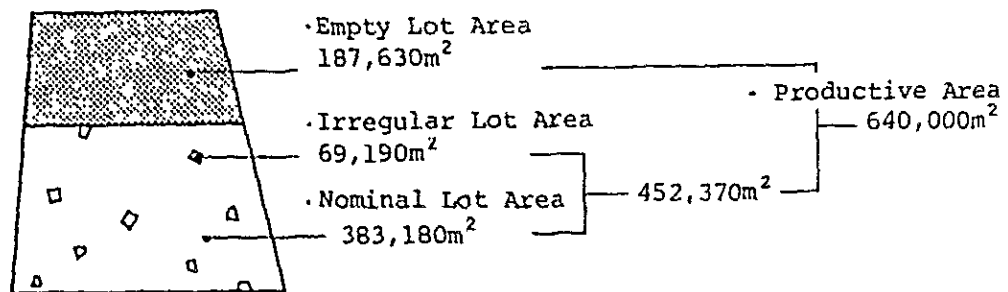 ·Empty Lot Area
187,630m²
· Productive Area
640,000m²
·Irregular Lot Area
69,190m²
452,370m²
·Nominal Lot Area
383,180m²